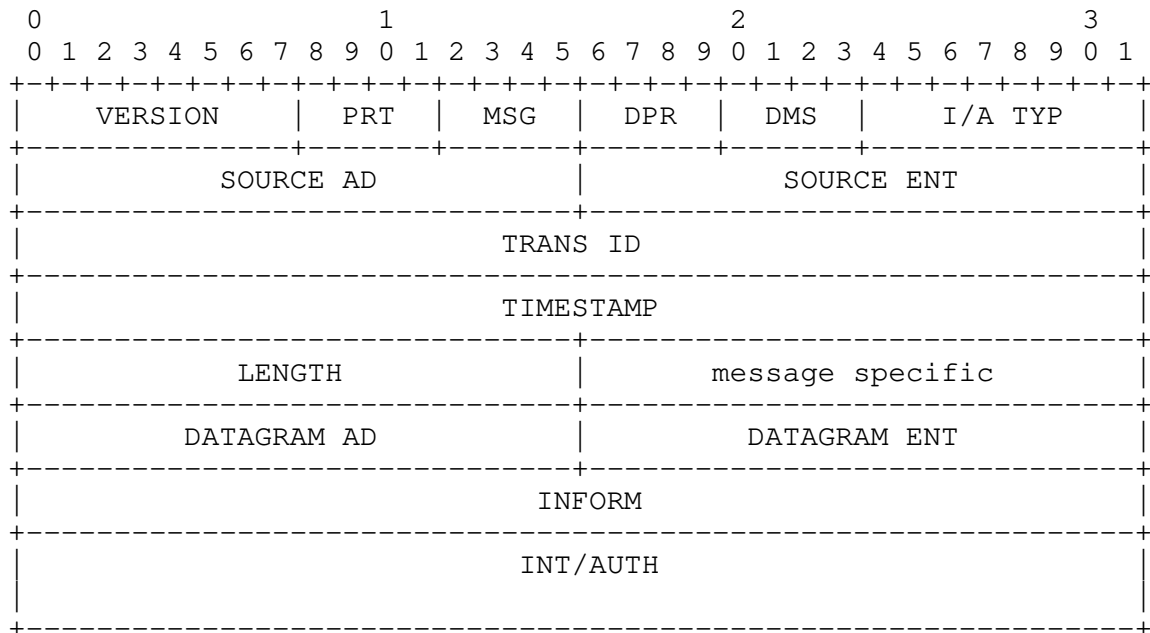 0                   1                   2                   3
 0 1 2 3 4 5 6 7 8 9 0 1 2 3 4 5 6 7 8 9 0 1 2 3 4 5 6 7 8 9 0 1
+-+-+-+-+-+-+-+-+-+-+-+-+-+-+-+-+-+-+-+-+-+-+-+-+-+-+-+-+-+-+-+-+
|    VERSION    |  PRT  |  MSG  |  DPR  |  DMS  |    I/A TYP    |
+---------------+-------+-------+-------+-------+---------------+
|           SOURCE AD           |           SOURCE ENT          |
+-------------------------------+-------------------------------+
|                           TRANS ID                            |
+---------------------------------------------------------------+
|                           TIMESTAMP                           |
+-------------------------------+-------------------------------+
|            LENGTH             |       message specific        |
+-------------------------------+-------------------------------+
|         DATAGRAM AD           |         DATAGRAM ENT          |
+-------------------------------+-------------------------------+
|                             INFORM                            |
+---------------------------------------------------------------+
|                            INT/AUTH                           |
|                                                               |
+---------------------------------------------------------------+